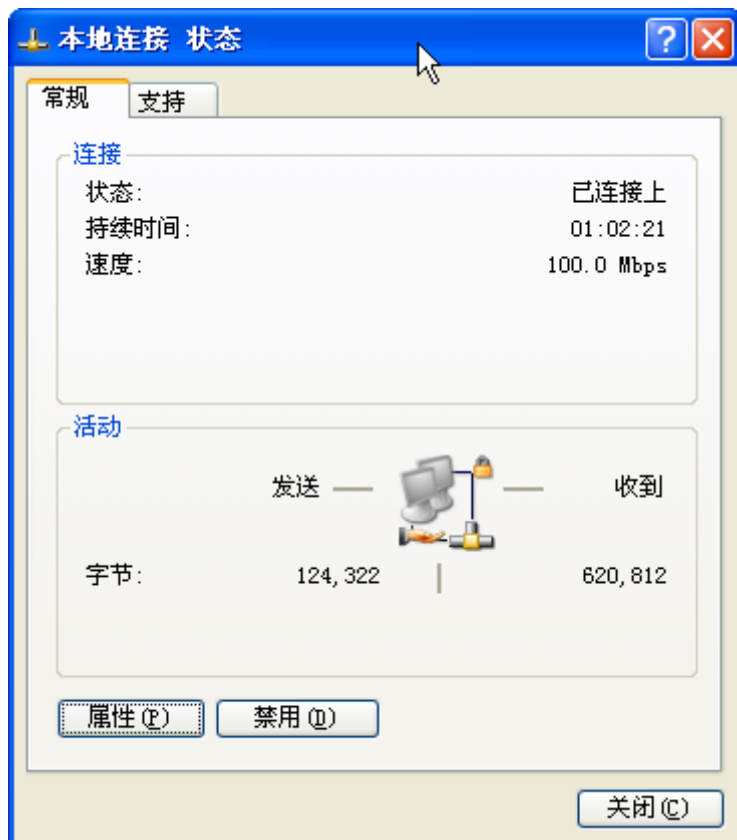 本地连接 状态
常规 支持
连接
状态: 已连接上
持续时间: 01:02:21
速度: 100.0 Mbps
活动
发送 收到
字节: 124,322 620,812
属性(P) 禁用(D)
关闭(C)